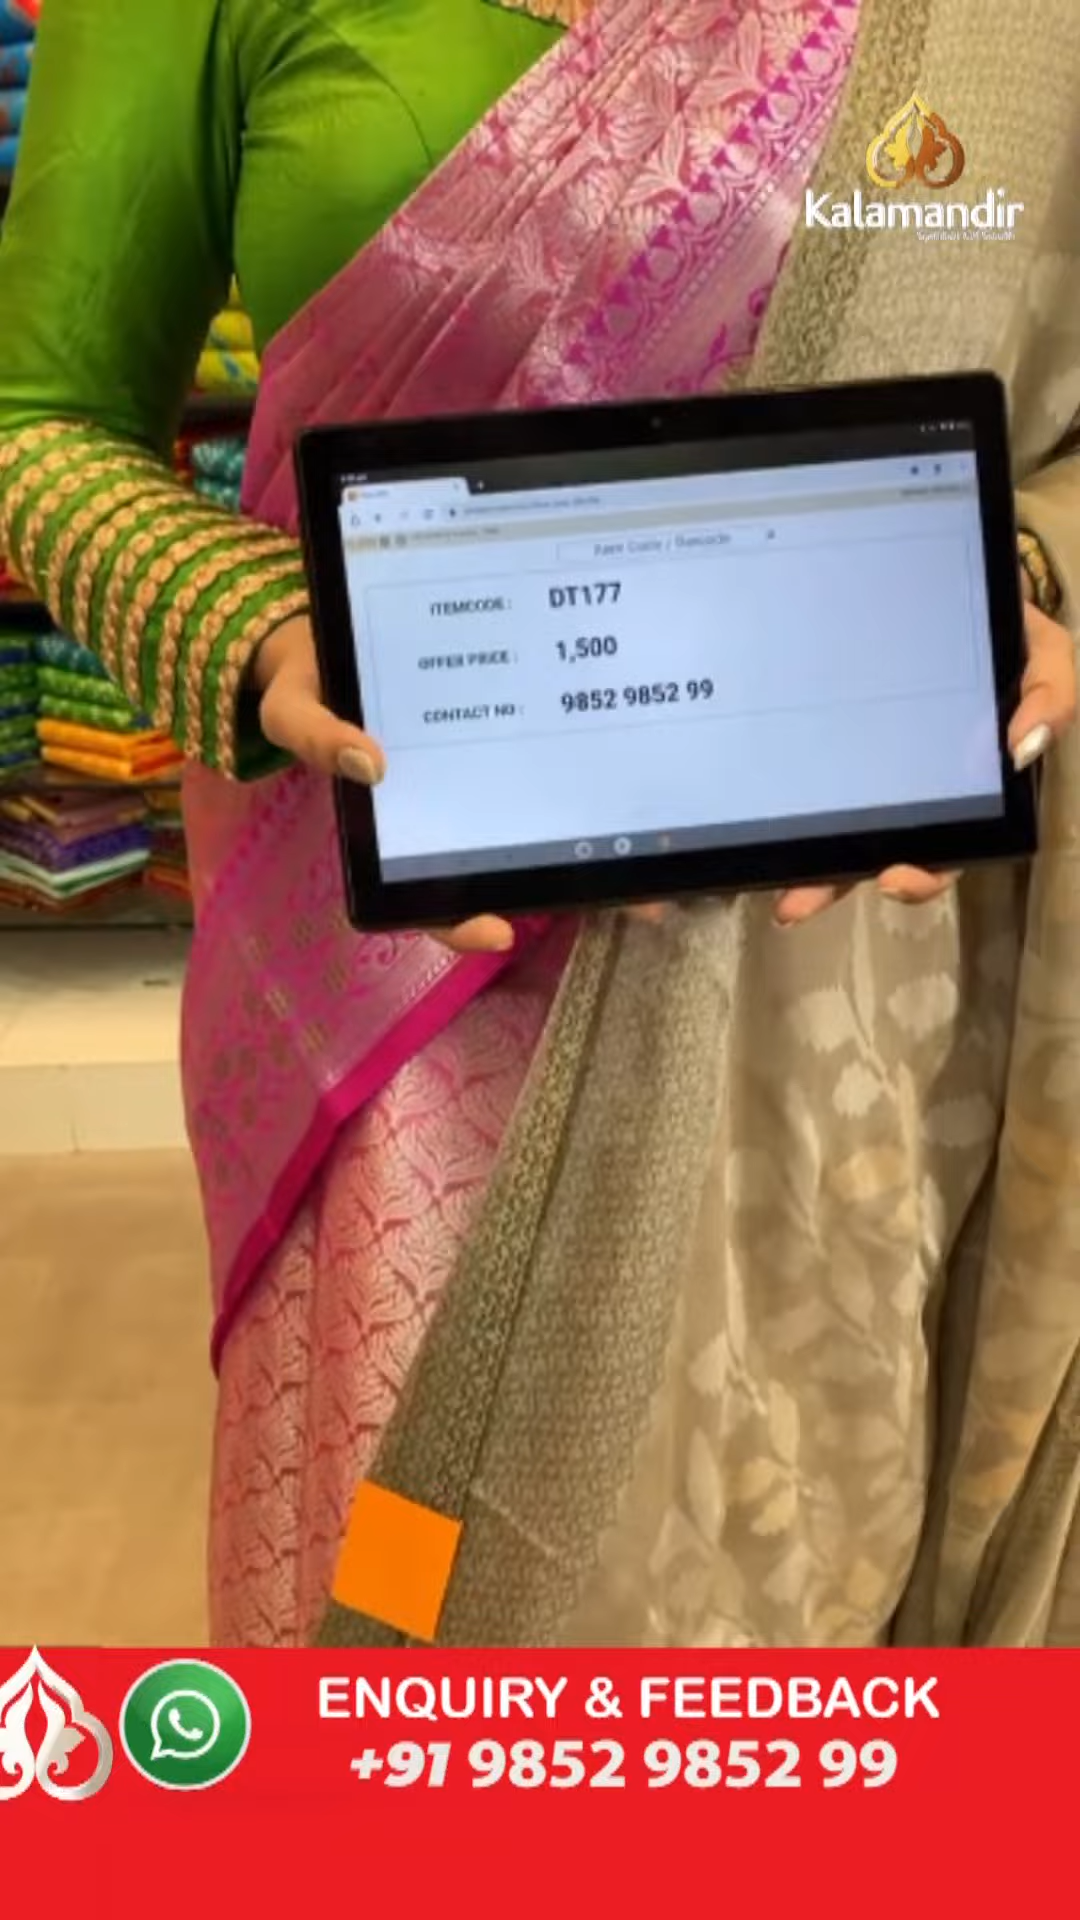 Kalamandir
ITEMCODE : DT177
OFFER PRICE : 1,500
CONTACT NO : 9852 9852 99
ENQUIRY & FEEDBACK
+91 9852 9852 99